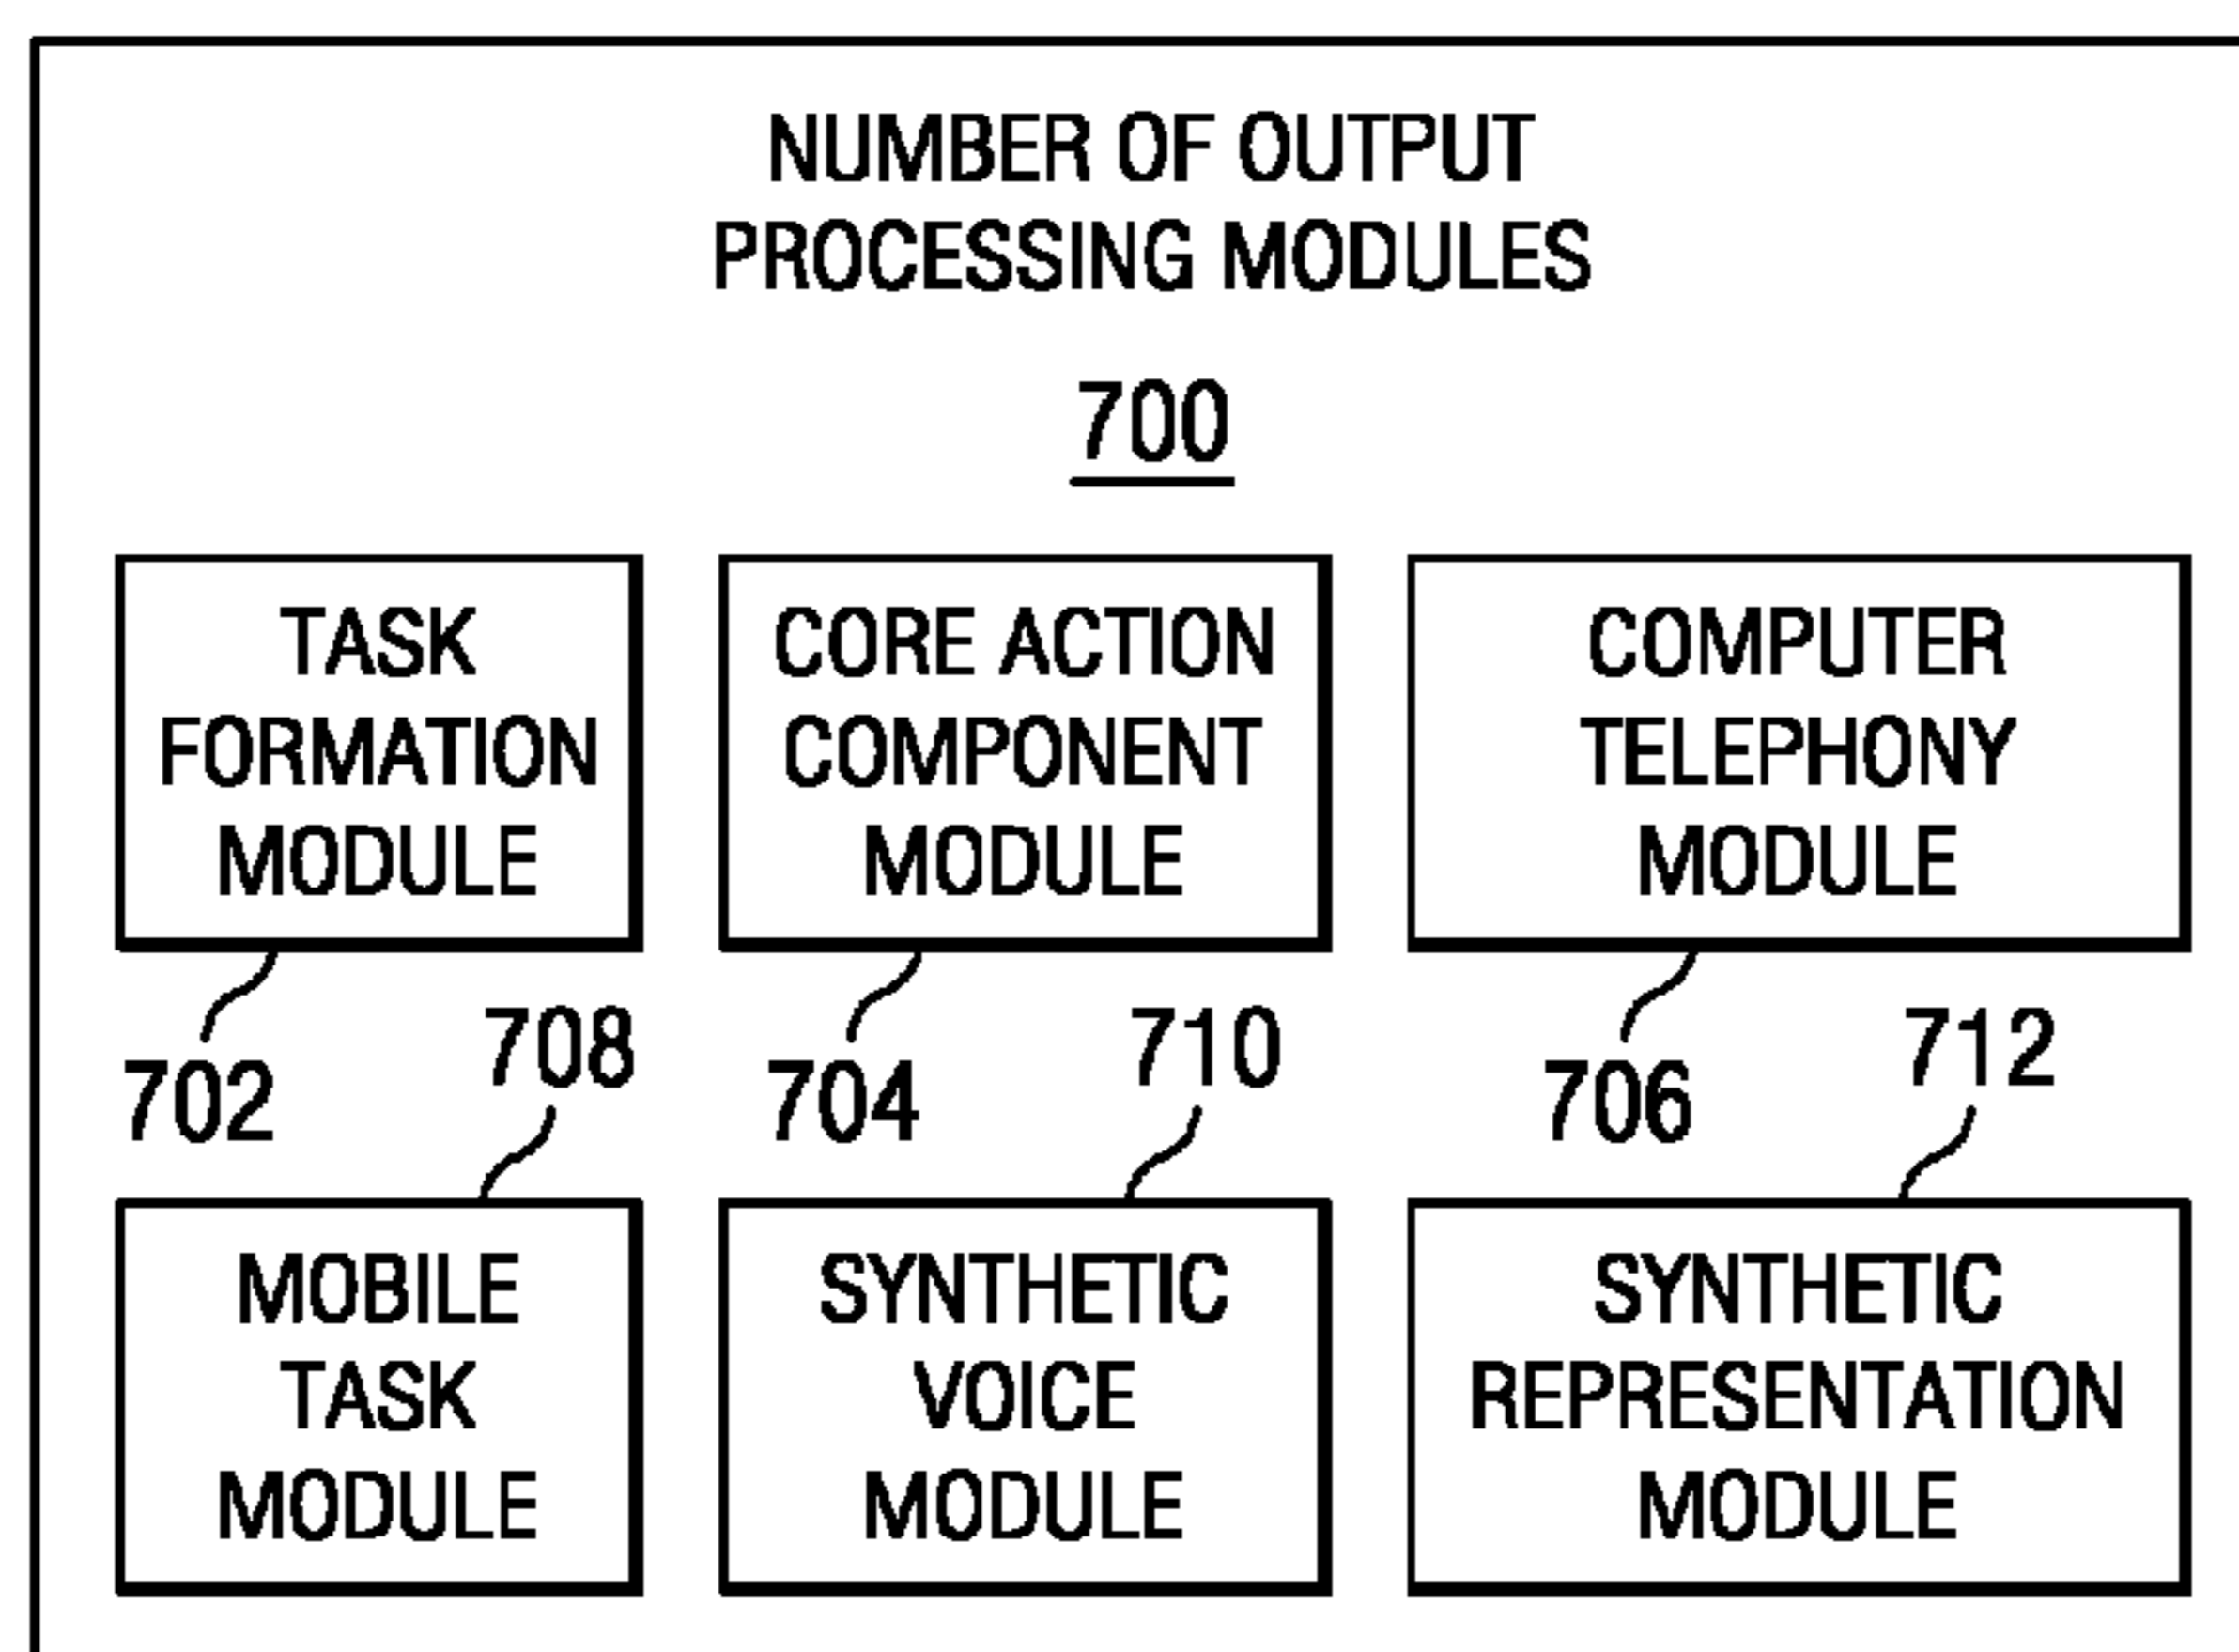 NUMBER OF OUTPUT
PROCESSING MODULES
700
TASK
FORMATION
MODULE
CORE ACTION
COMPONENT
MODULE
COMPUTER
TELEPHONY
MODULE
702
708
704
710
706
712
MOBILE
TASK
MODULE
SYNTHETIC
VOICE
MODULE
SYNTHETIC
REPRESENTATION
MODULE